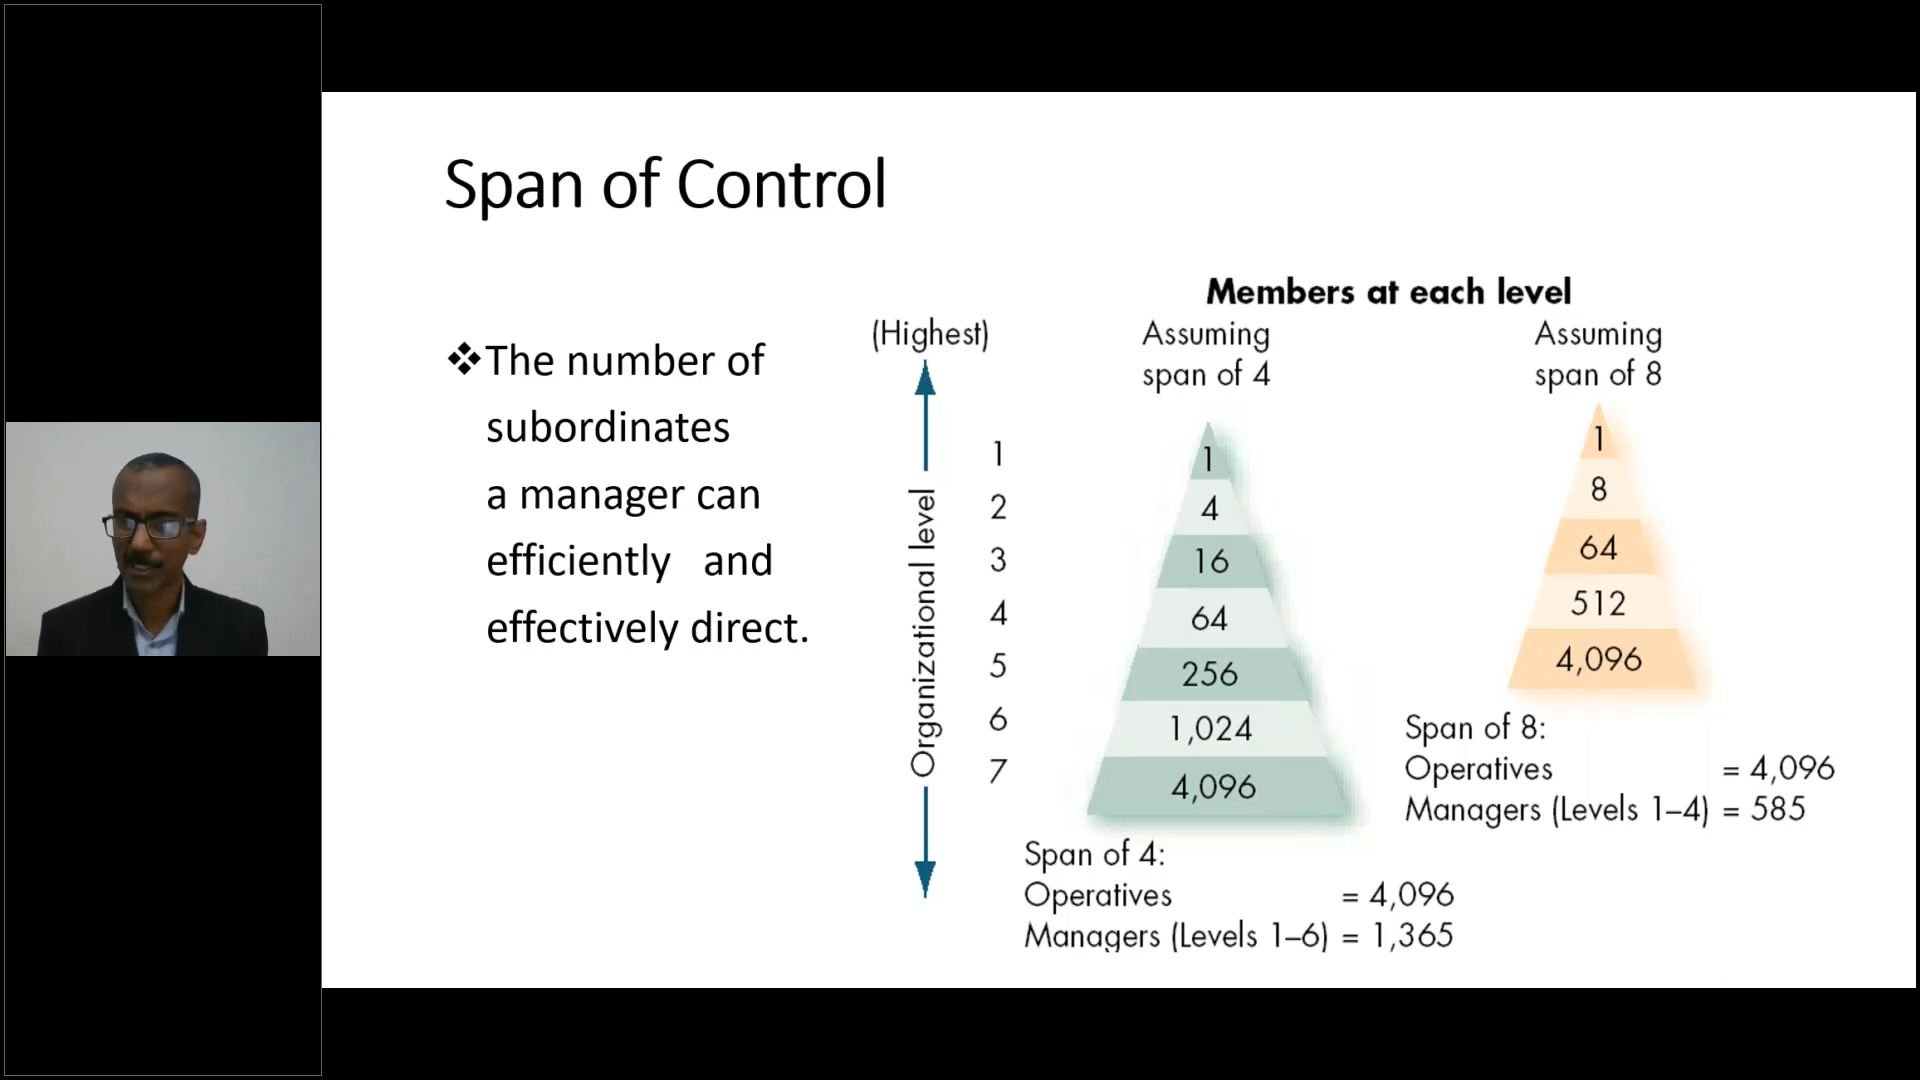 Span of Control
❖The number of
subordinates
a manager can
efficiently and
effectively direct.
Members at each level
(Highest)
Organizational level
1
2
3
4
5
6
7
Assuming
span of 4
1
4
16
64
256
1,024
4,096
Span of 4:
Operatives = 4,096
Managers (Levels 1–6) = 1,365
Assuming
span of 8
1
8
64
512
4,096
Span of 8:
Operatives = 4,096
Managers (Levels 1–4) = 585